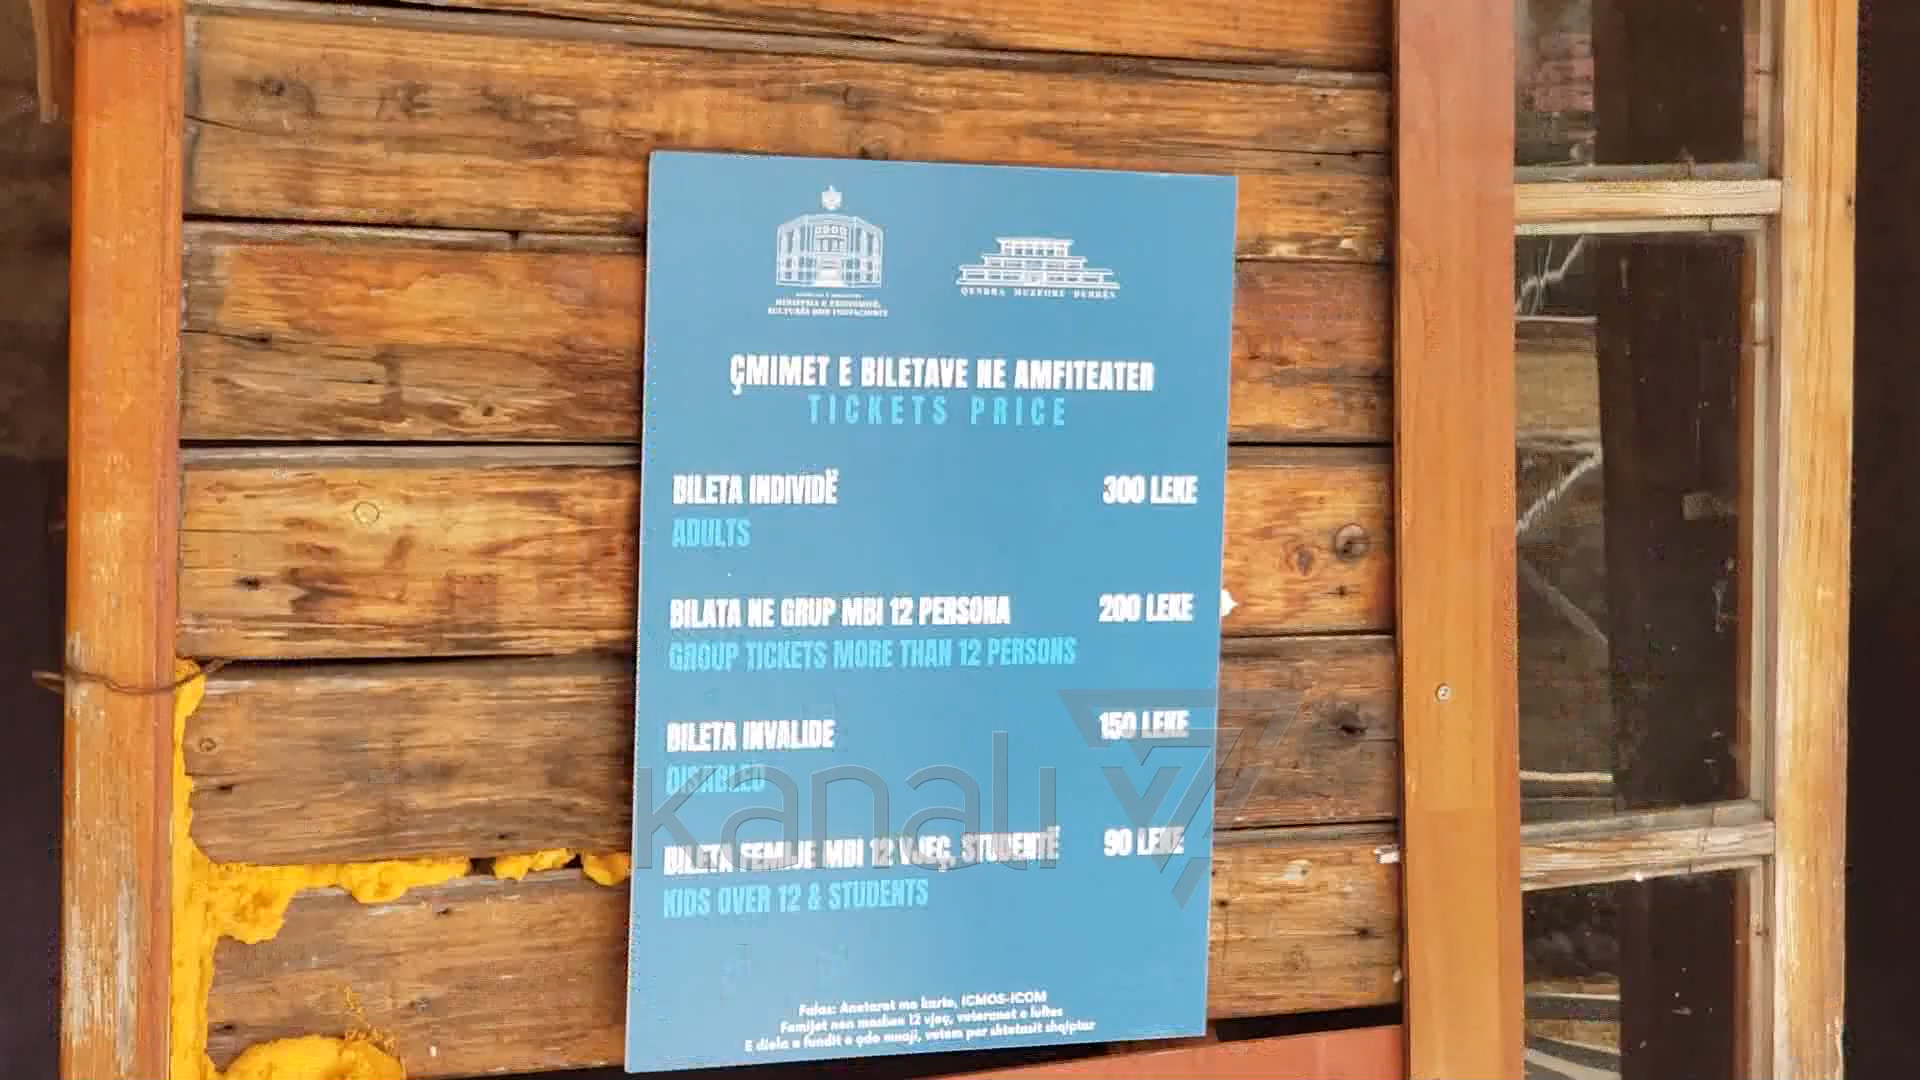 MINISTRIA E EKONOMISË,
KULTURËS DHE INOVACIONIT
QENDRA MUZEORE DURRËS
ÇMIMET E BILETAVE NE AMFITEATER
TICKETS PRICE
BILETA INDIVIDË 300 LEKE
ADULTS
BILATA NE GRUP MBI 12 PERSONA 200 LEKE
GROUP TICKETS MORE THAN 12 PERSONS
BILETA INVALIDE 150 LEKE
DISABLED
BILETA FEMIJE MBI 12 VJEÇ, STUDENTË 90 LEKE
KIDS OVER 12 & STUDENTS
Falas: Anetaret me karte, ICMOS-ICOM
Femijet nen moshen 12 vjeç, veteranet e luftes
E diela e fundit e çdo muaji, vetem per shtetasit shqiptar
kanali 7